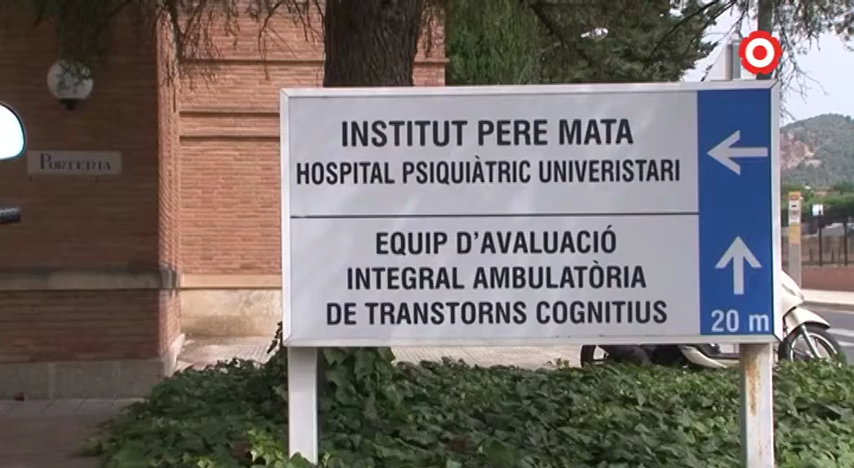 PORTERIA
INSTITUT PERE MATA
HOSPITAL PSIQUIÀTRIC UNIVERISTARI
EQUIP D'AVALUACIÓ
INTEGRAL AMBULATÒRIA
DE TRANSTORNS COGNITIUS
20 m